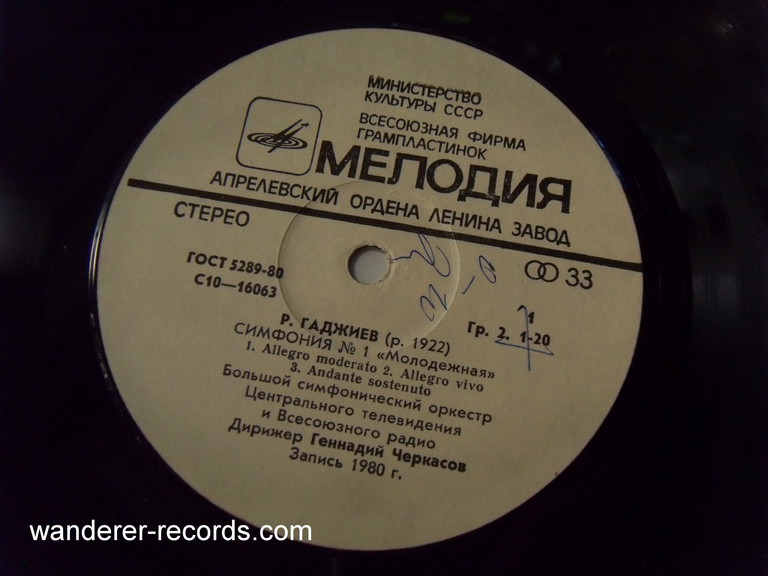 МИНИСТЕРСТВО
КУЛЬТУРЫ СССР
ВСЕСОЮЗНАЯ ФИРМА
ГРАМПЛАСТИНОК
МЕЛОДИЯ
АПРЕЛЕВСКИЙ ОРДЕНА ЛЕНИНА ЗАВОД
СТЕРЕО
33
ГОСТ 5289-80
С10—16063
1
Гр. 2. 1-20
Р. ГАДЖИЕВ (р. 1922)
СИМФОНИЯ № 1 «Молодежная»
1. Allegro moderato 2. Allegro vivo
3. Andante sostenuto
Большой симфонический оркестр
Центрального телевидения
и Всесоюзного радио
Дирижер Геннадий Черкасов
Запись 1980 г.
wanderer-records.com